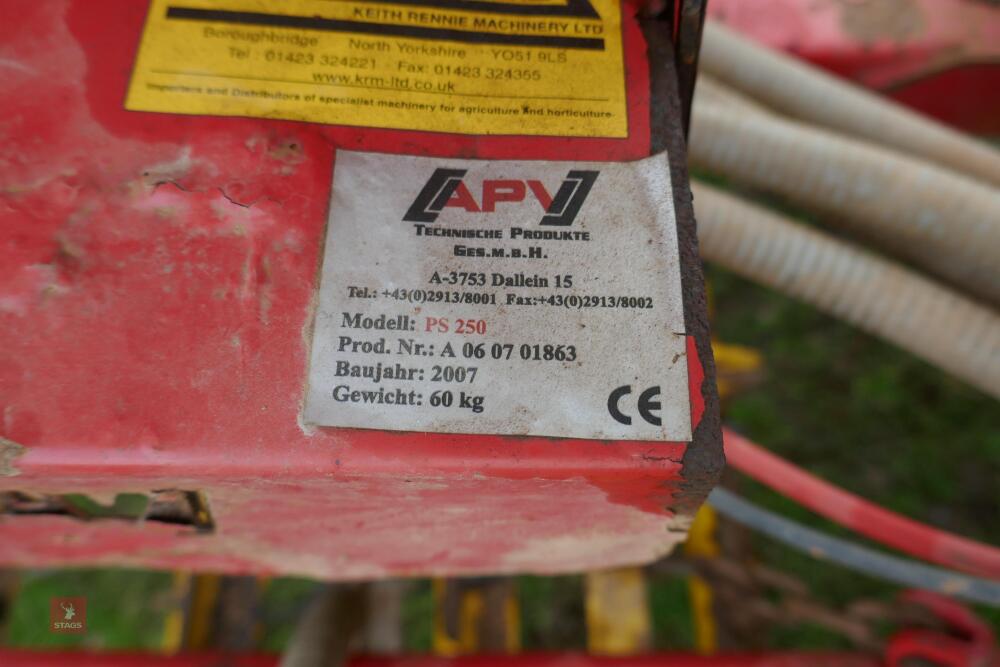 KEITH RENNIE MACHINERY LTD
Boroughbridge North Yorkshire YO51 9LS
Tel : 01423 324221 Fax: 01423 324355
www.krm-ltd.co.uk
Importers and Distributors of specialist machinery for agriculture and horticulture.
APV
TECHNISCHE PRODUKTE
GES.M.B.H.
A-3753 Dallein 15
Tel.: +43(0)2913/8001 Fax:+43(0)2913/8002
Modell: PS 250
Prod. Nr.: A 06 07 01863
Baujahr: 2007
Gewicht: 60 kg
CE
STAGS